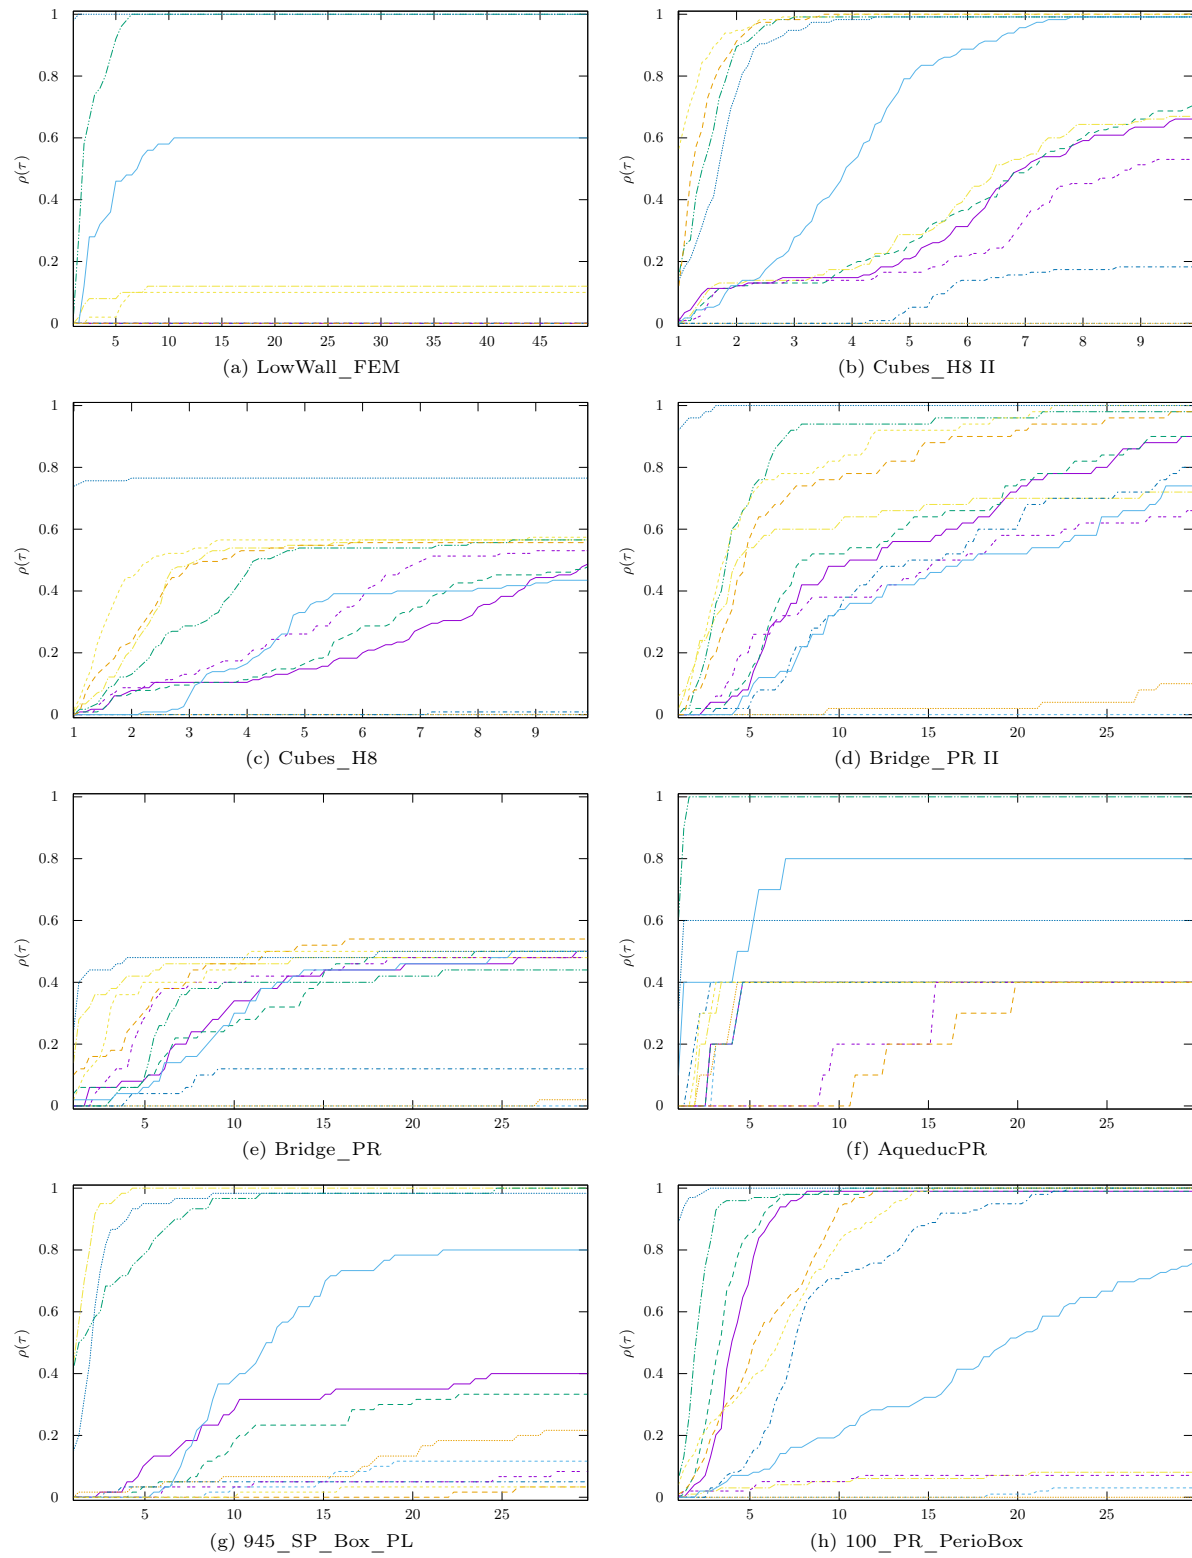 1
0.8
0.6
0.4
0.2
0
ρ(τ)
5 10 15 20 25 30 35 40 45
(a) LowWall_FEM
1
0.8
0.6
0.4
0.2
0
ρ(τ)
1 2 3 4 5 6 7 8 9
(b) Cubes_H8 II
1
0.8
0.6
0.4
0.2
0
1 2 3 4 5 6 7 8 9
(c) Cubes_H8
1
0.8
0.6
0.4
0.2
0
ρ(τ)
5 10 15 20 25
(d) Bridge_PR II
1
0.8
0.6
0.4
0.2
0
ρ(τ)
5 10 15 20 25
(e) Bridge_PR
1
0.8
0.6
0.4
0.2
0
ρ(τ)
5 10 15 20 25
(f) AqueducPR
1
0.8
0.6
0.4
0.2
0
ρ(τ)
5 10 15 20 25
(g) 945_SP_Box_PL
1
0.8
0.6
0.4
0.2
0
ρ(τ)
5 10 15 20 25
(h) 100_PR_PerioBox